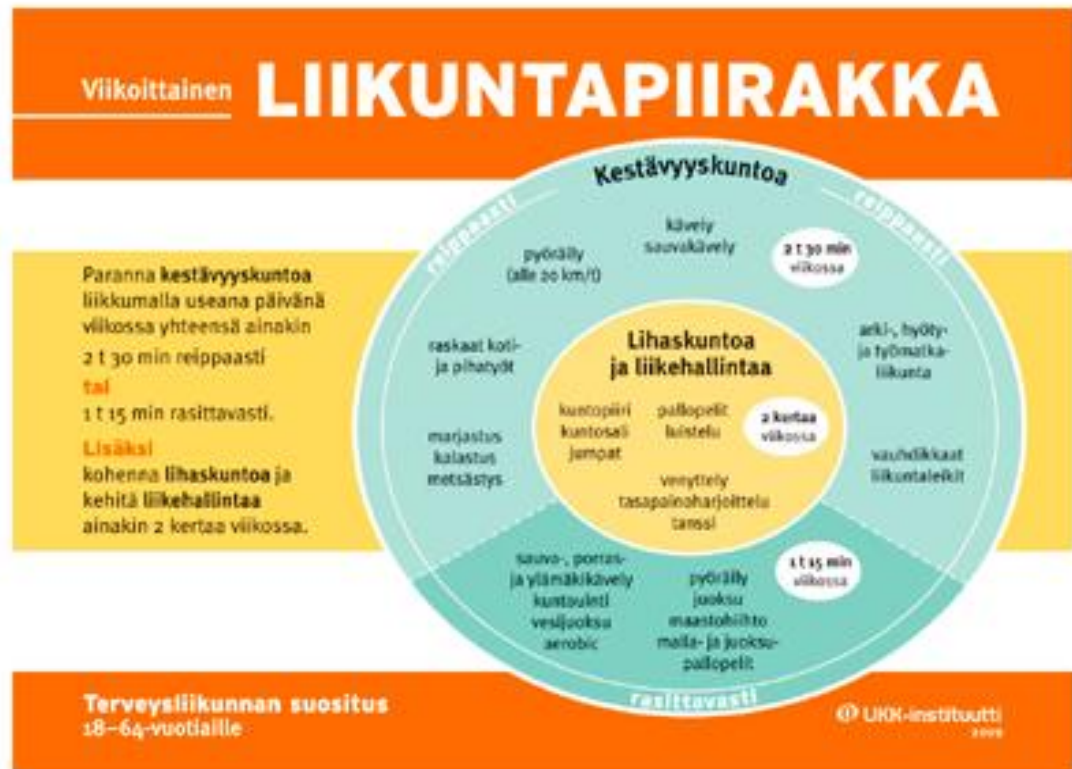 Viikoittainen LIIKUNTAPIIRAKKA
Paranna kestävyyskuntoa
liikkumalla useana päivänä
viikossa yhteensä ainakin
2 t 30 min reippaasti
tai
1 t 15 min rasittavasti.
Lisäksi
kohenna lihaskuntoa ja
kehitä liikehallintaa
ainakin 2 kertaa viikossa.
Kestävyyskuntoa
reippaasti
reippaasti
kävely
sauvakävely
2 t 30 min
viikossa
pyöräily
(alle 20 km/t)
raskaat koti-
ja pihatyöt
marjastus
kalastus
metsästys
arki-, hyöty-
ja työmatka-
liikunta
vauhdikkaat
liikuntaleikit
Lihaskuntoa
ja liikehallintaa
kuntopiiri
kuntosali
jumpat
pallopelit
luistelu
2 kertaa
viikossa
venyttely
tasapainoharjoittelu
tanssi
sauva-, porras-
ja ylämäkikävely
kuntouinti
vesijuoksu
aerobic
pyöräily
juoksu
maastohiihto
maila- ja juoksu-
pallopelit
1 t 15 min
viikossa
rasittavasti
Terveysliikunnan suositus
18–64-vuotiaille
UKK-instituutti
2009